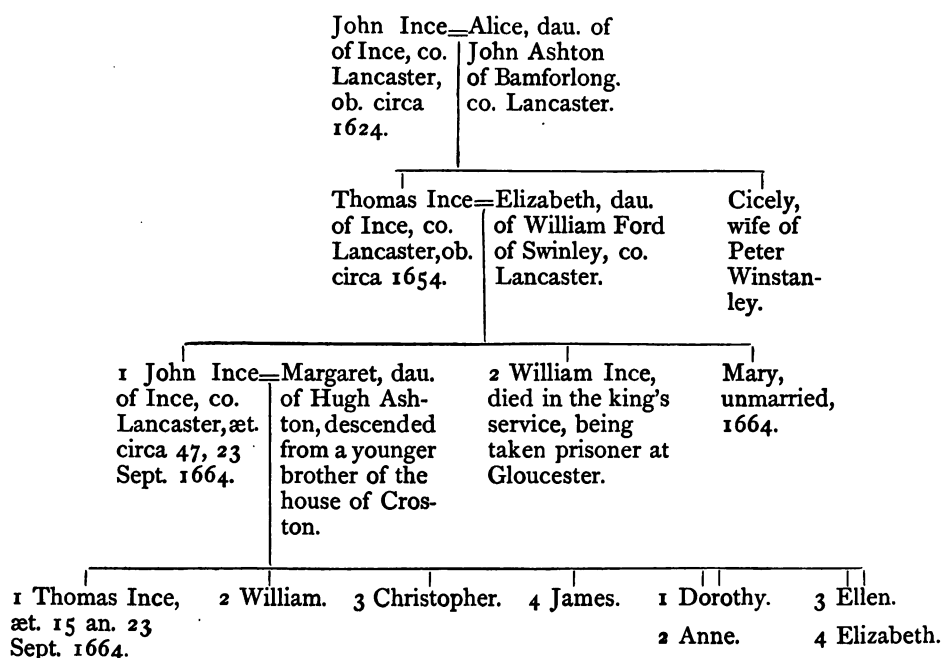 John Ince=Alice, dau. of
of Ince, co. John Ashton
Lancaster, of Bamforlong.
ob. circa co. Lancaster.
1624.
Thomas Ince=Elizabeth, dau.
of Ince, co. of William Ford
Lancaster, ob. of Swinley, co.
circa 1654. Lancaster.
Cicely,
wife of
Peter
Winstan-
ley.
1 John Ince=Margaret, dau.
of Ince, co. of Hugh Ash-
Lancaster, æt. ton, descended
circa 47, 23 from a younger
Sept. 1664. brother of the
house of Cros-
ton.
2 William Ince,
died in the king's
service, being
taken prisoner at
Gloucester.
Mary,
unmarried,
1664.
1 Thomas Ince,
æt. 15 an. 23
Sept. 1664.
2 William.
3 Christopher.
4 James.
1 Dorothy.
2 Anne.
3 Ellen.
4 Elizabeth.